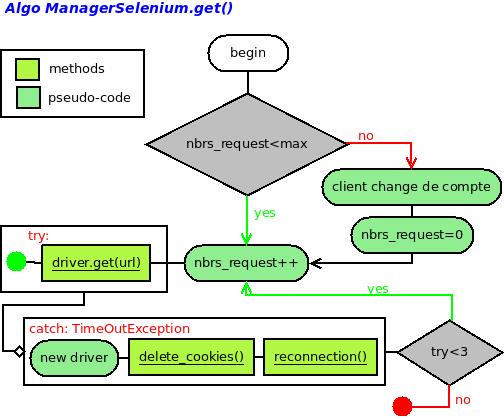 Algo ManagerSelenium.get()
begin
methods
pseudo-code
nbrs_request<max
no
client change de compte
yes
nbrs_request=0
try:
driver.get(url)
nbrs_request++
yes
catch: TimeOutException
new driver
delete_cookies()
reconnection()
try<3
no